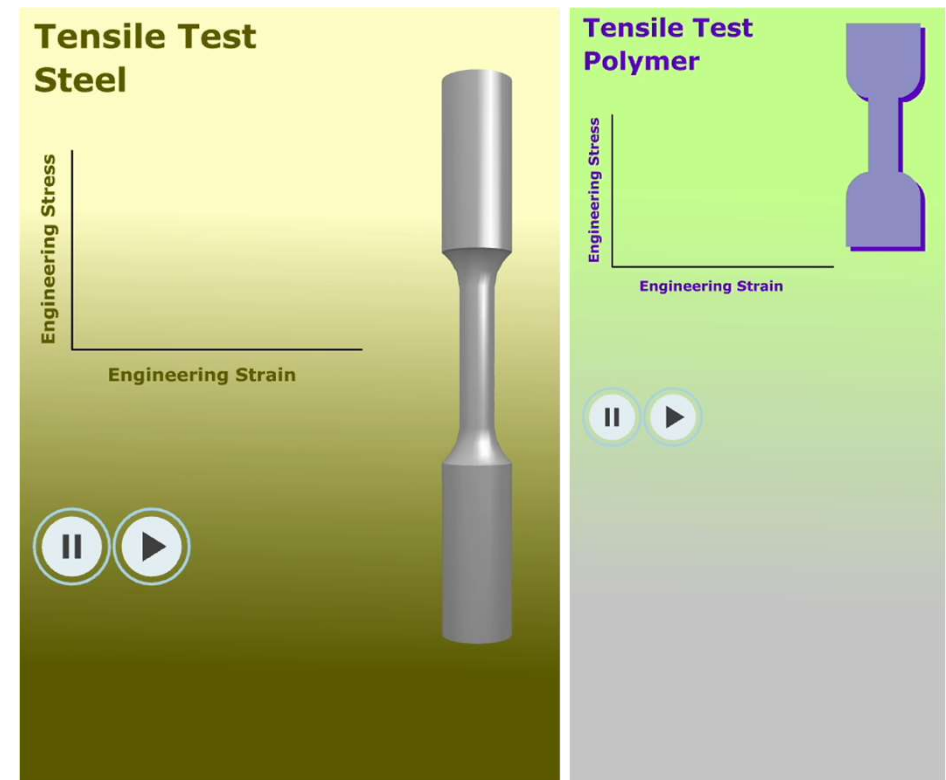 Tensile Test
Steel
Engineering Stress
Engineering Strain
Tensile Test
Polymer
Engineering Stress
Engineering Strain